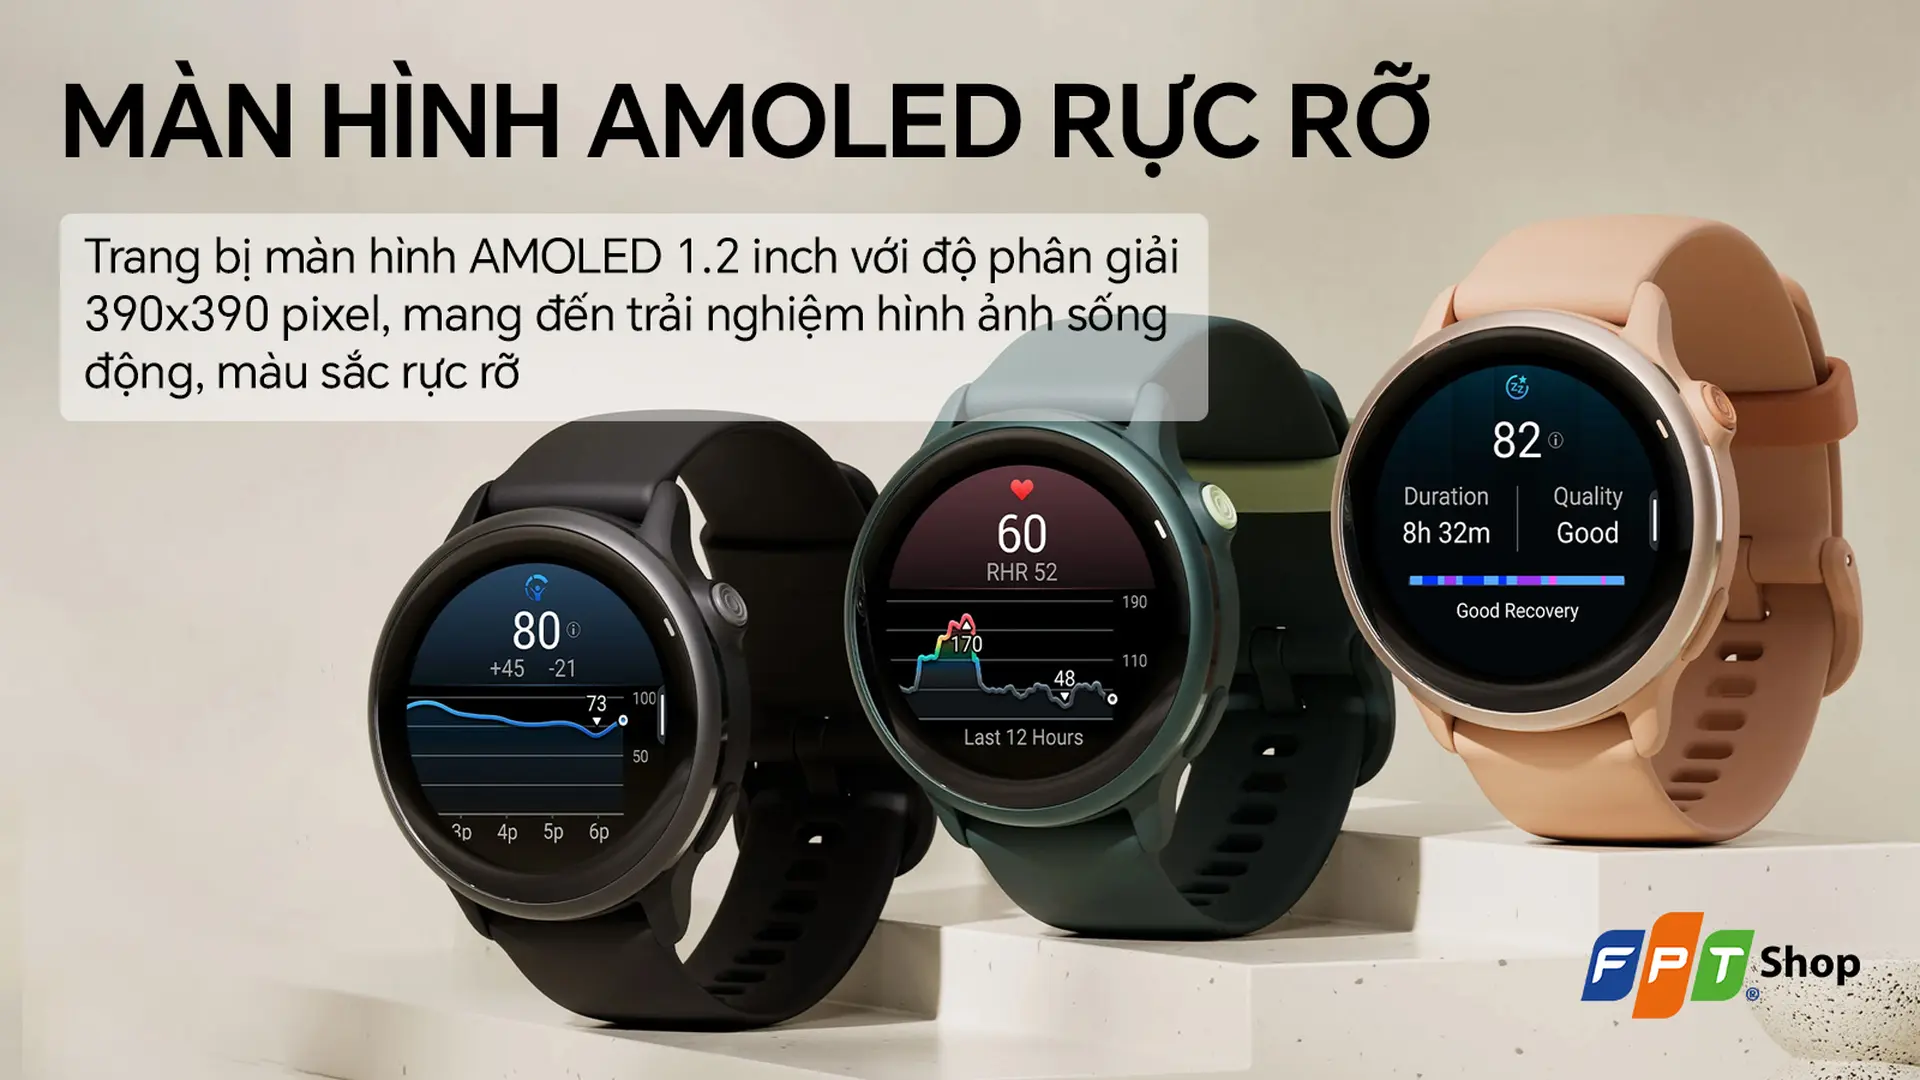 MÀN HÌNH AMOLED RỰC RỠ
Trang bị màn hình AMOLED 1.2 inch với độ phân giải
390x390 pixel, mang đến trải nghiệm hình ảnh sống
động, màu sắc rực rỡ
80
+45 -21
73
100
50
3p 4p 5p 6p
60
RHR 52
190
170
110
48
Last 12 Hours
zz
82
Duration Quality
8h 32m Good
Good Recovery
FPT Shop
®